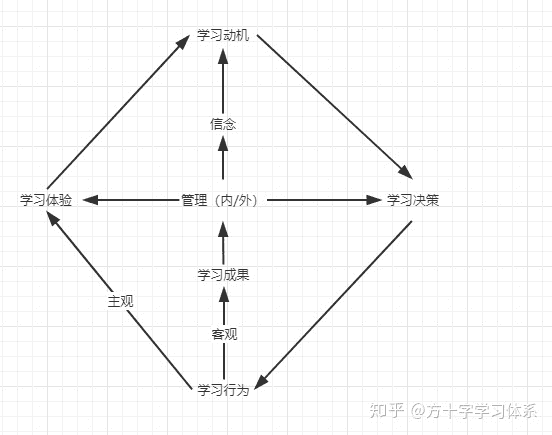 学习动机
信念
学习体验
管理（内/外）
学习决策
学习成果
主观
客观
学习行为
知乎 @方十字学习体系